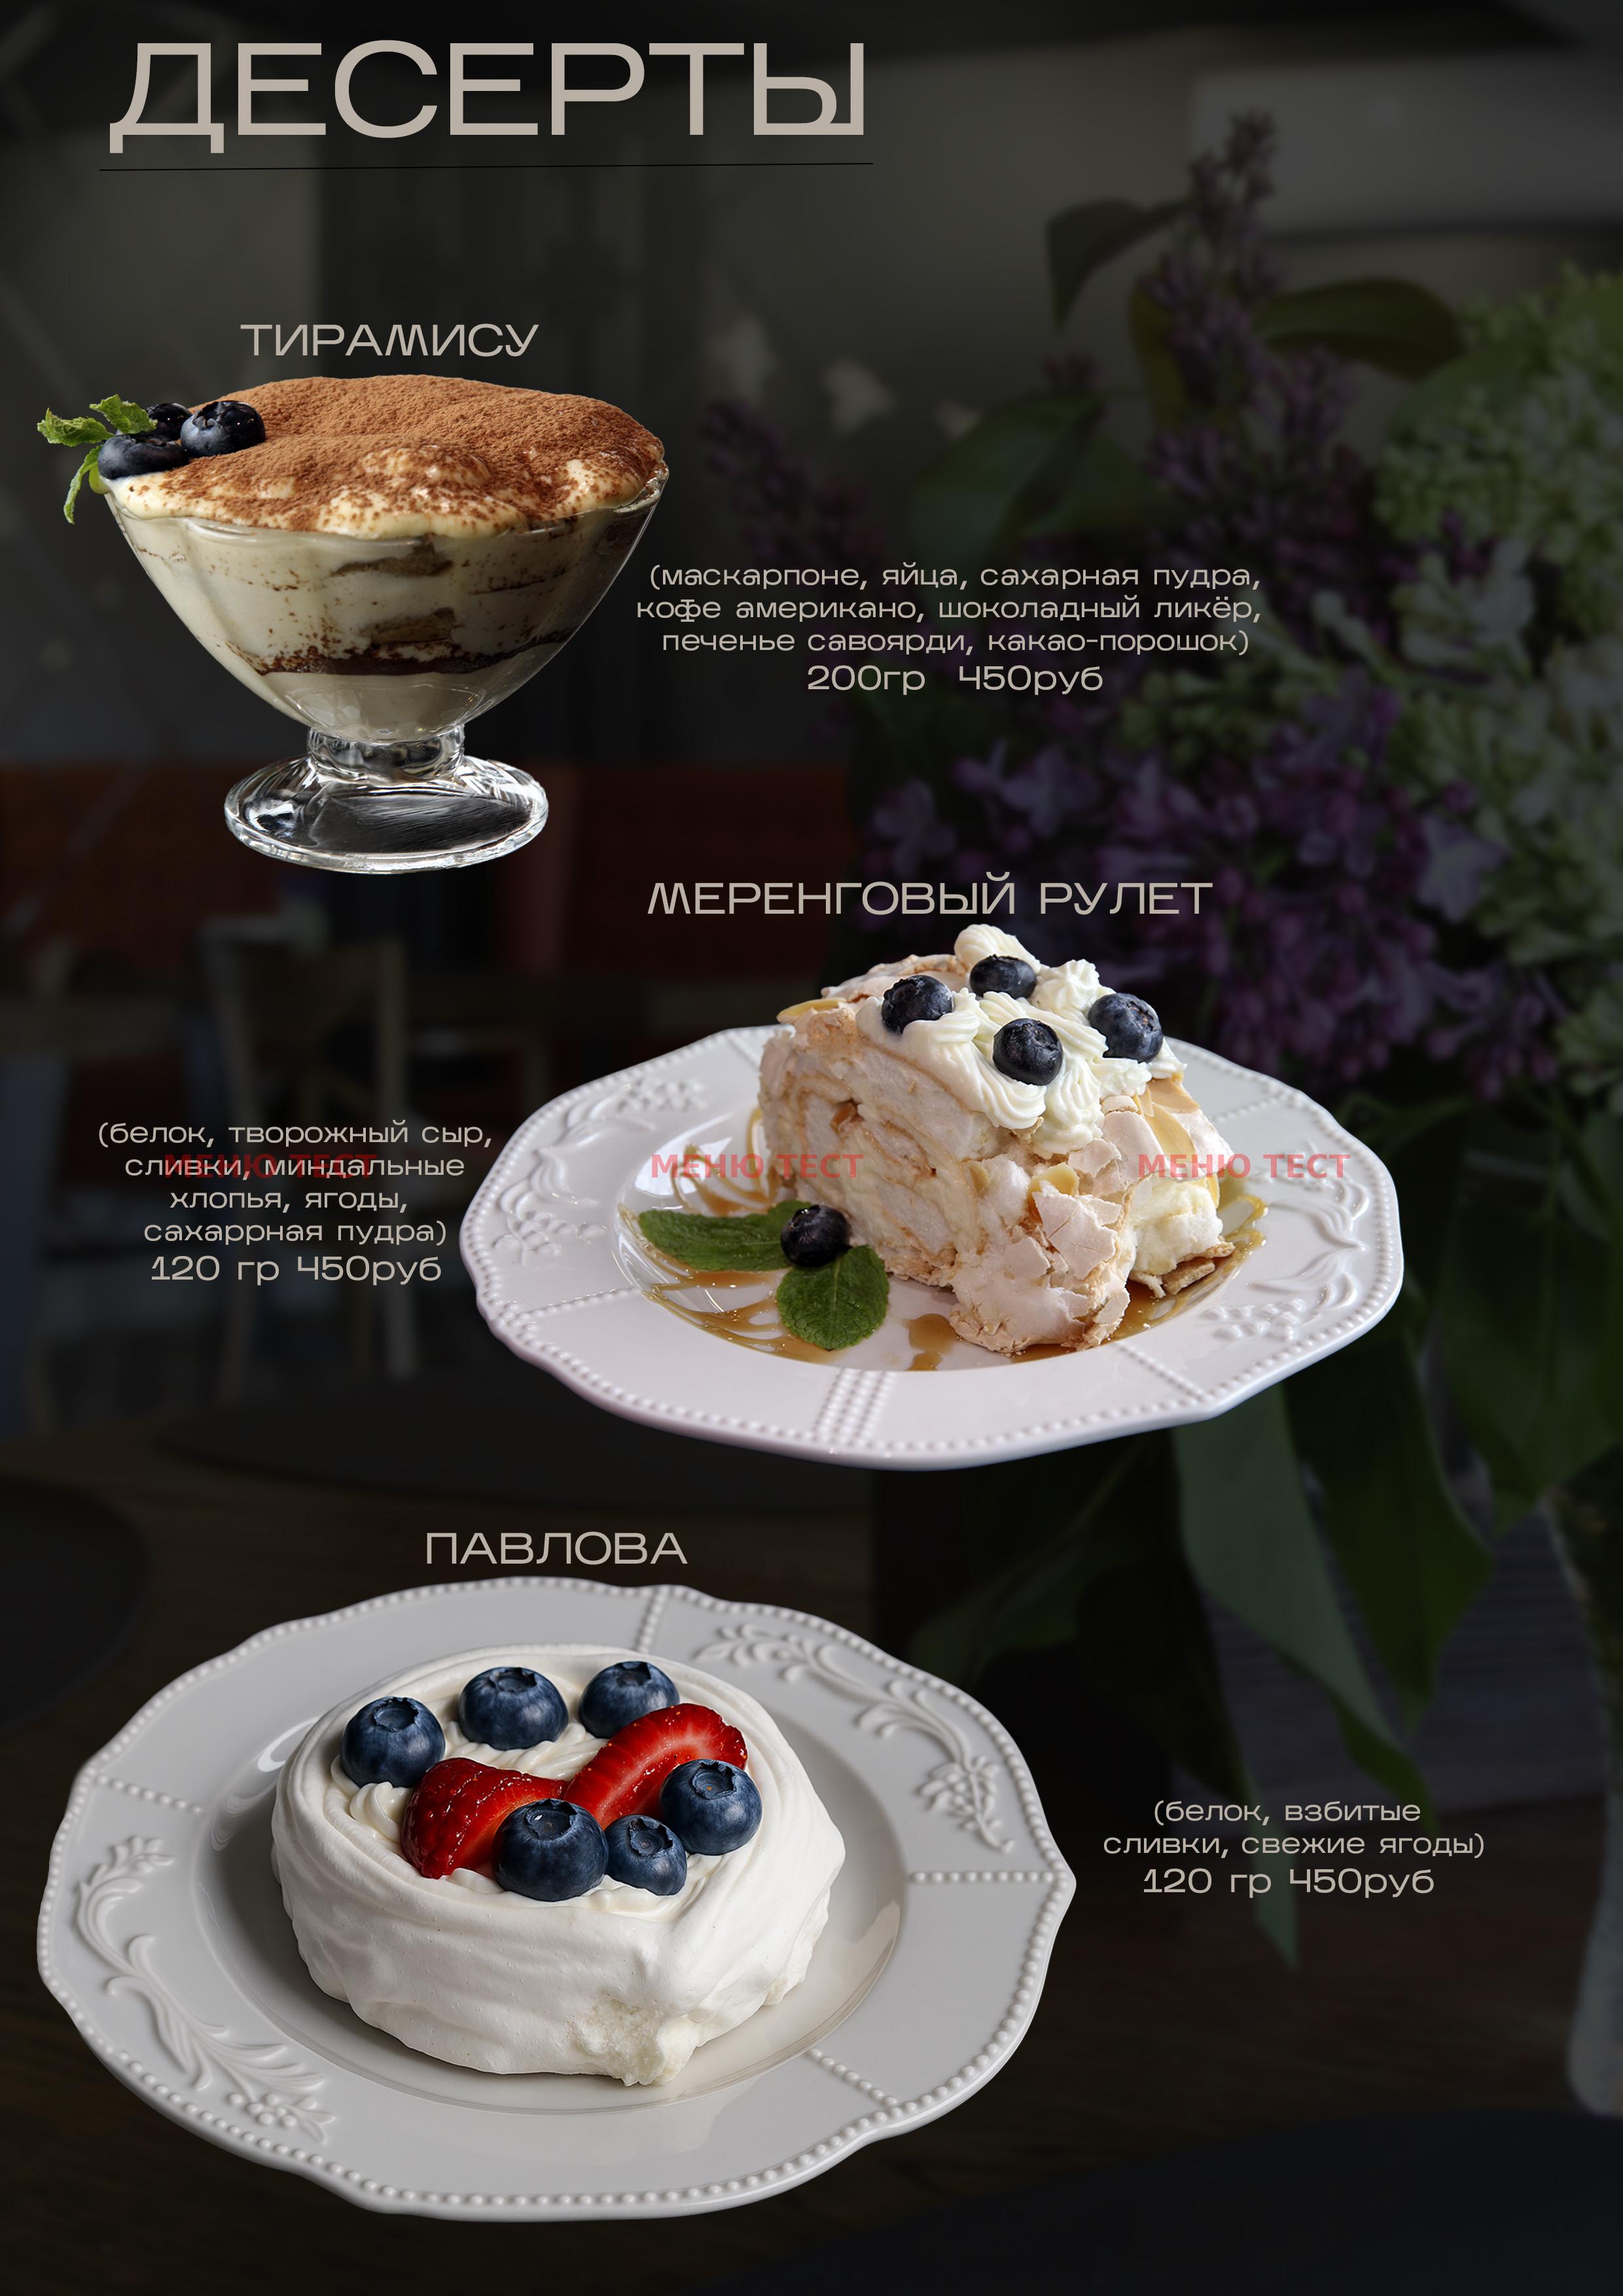 ДЕСЕРТЫ
ТИРАМИСУ
(маскарпоне, яйца, сахарная пудра,
кофе американо, шоколадный ликёр,
печенье савоярди, какао-порошок)
200гр 450руб
МЕРЕНГОВЫЙ РУЛЕТ
(белок, творожный сыр,
сливки, миндальные
хлопья, ягоды,
сахаррная пудра)
120 гр 450руб
МЕНЮ ТЕСТ МЕНЮ ТЕСТ МЕНЮ ТЕСТ
ПАВЛОВА
(белок, взбитые
сливки, свежие ягоды)
120 гр 450руб